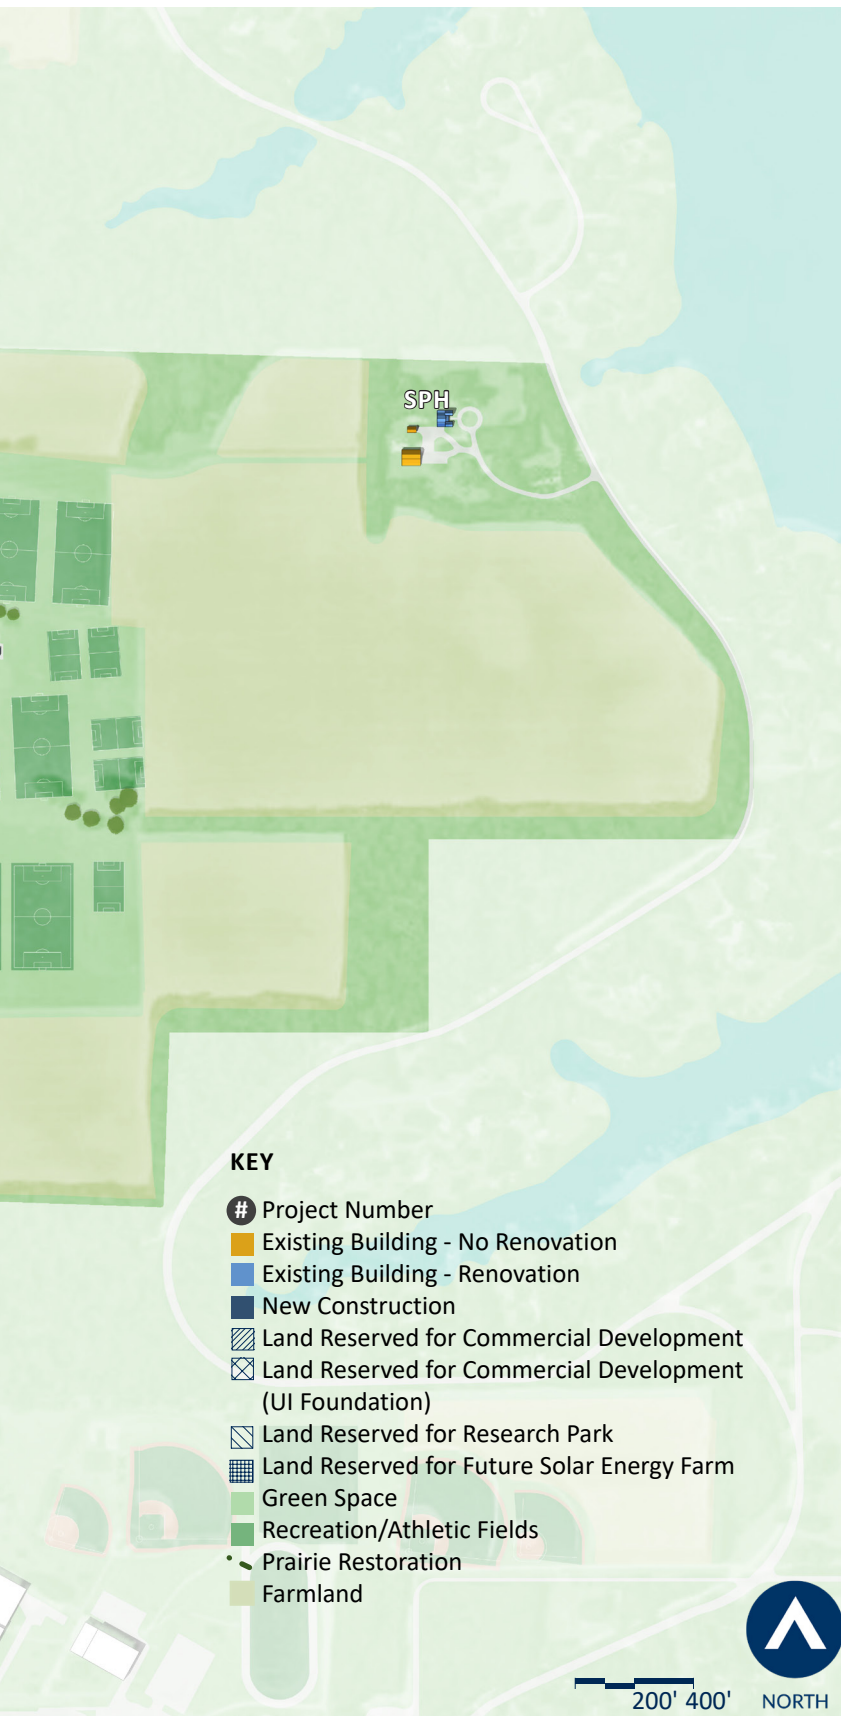 SPH
KEY
# Project Number
Existing Building - No Renovation
Existing Building - Renovation
New Construction
Land Reserved for Commercial Development
Land Reserved for Commercial Development
(UI Foundation)
Land Reserved for Research Park
Land Reserved for Future Solar Energy Farm
Green Space
Recreation/Athletic Fields
Prairie Restoration
Farmland
200' 400'
NORTH